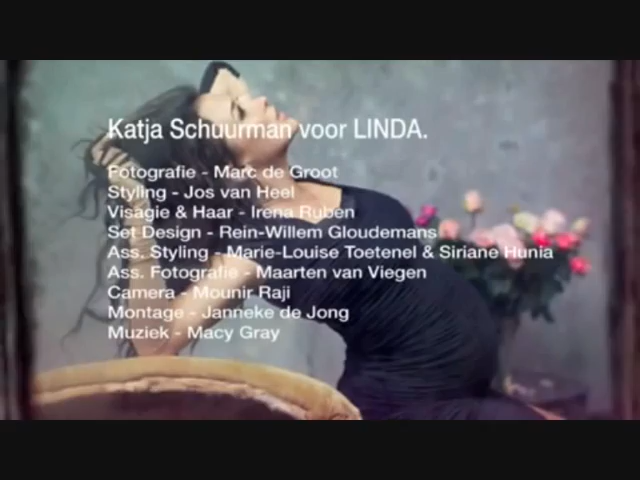 Katja Schuurman voor LINDA.
Fotografie - Marc de Groot
Styling - Jos van Heel
Visagie & Haar - Irena Ruben
Set Design - Rein-Willem Gloudemans
Ass. Styling - Marie-Louise Toetenel & Siriane Hunia
Ass. Fotografie - Maarten van Viegen
Camera - Mounir Raji
Montage - Janneke de Jong
Muziek - Macy Gray